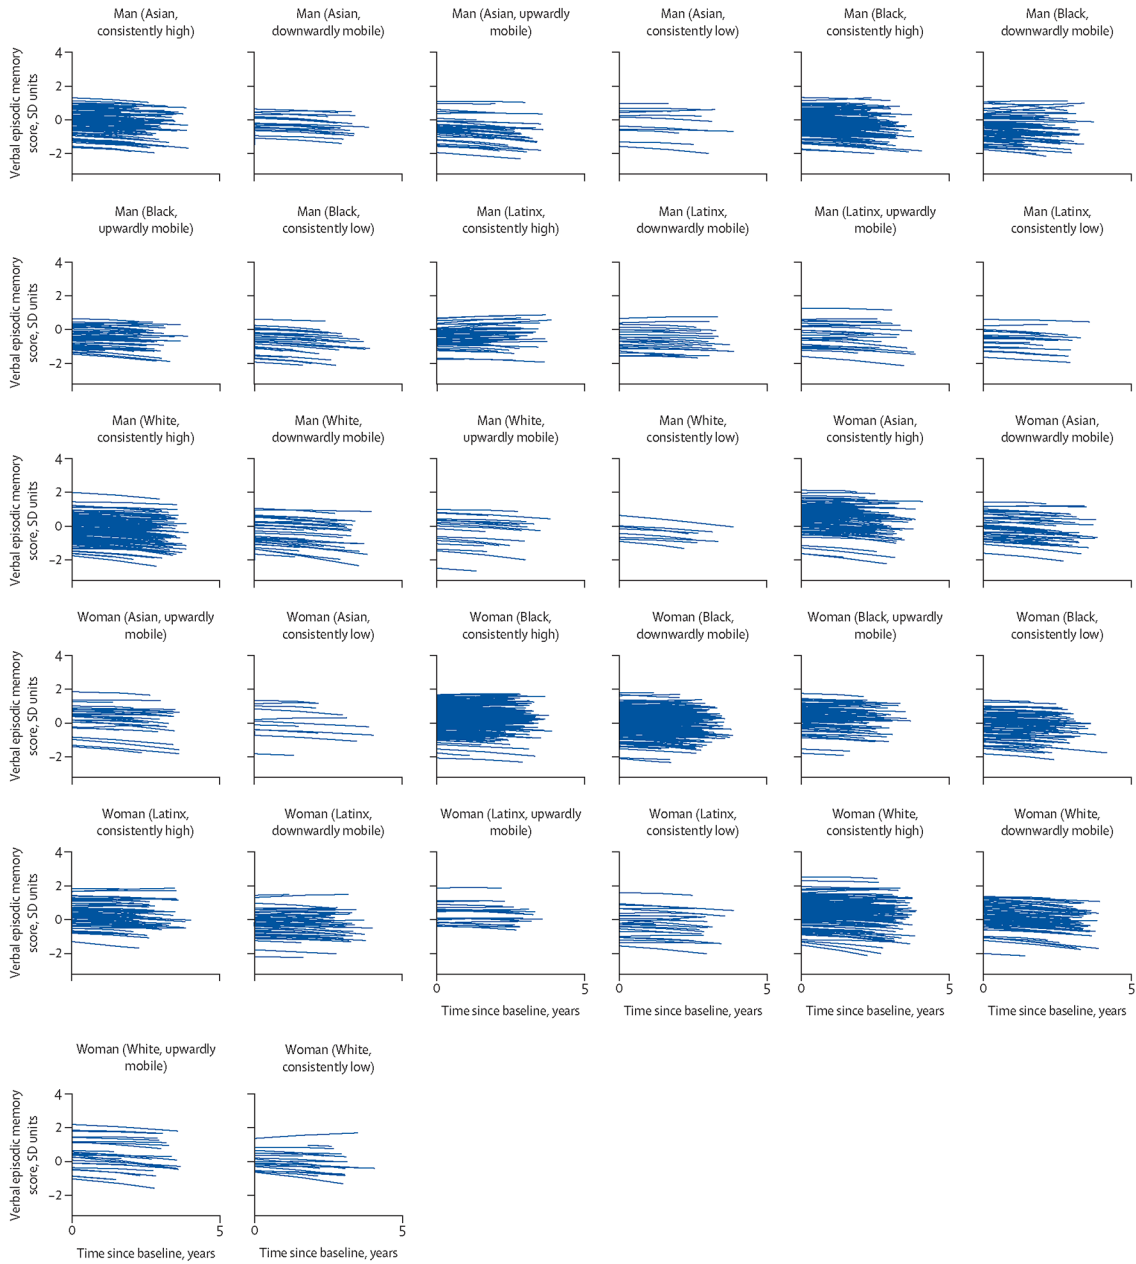 Man (Asian,
consistently high)
Man (Asian,
downwardly mobile)
Man (Asian, upwardly
mobile)
Man (Asian,
consistently low)
Man (Black,
consistently high)
Man (Black,
downwardly mobile)
Verbal episodic memory
score, SD units
4
2
0
−2
Man (Black,
upwardly mobile)
Man (Black,
consistently low)
Man (Latinx,
consistently high)
Man (Latinx,
downwardly mobile)
Man (Latinx, upwardly
mobile)
Man (Latinx,
consistently low)
Verbal episodic memory
score, SD units
4
2
0
−2
Man (White,
consistently high)
Man (White,
downwardly mobile)
Man (White,
upwardly mobile)
Man (White,
consistently low)
Woman (Asian,
consistently high)
Woman (Asian,
downwardly mobile)
Verbal episodic memory
score, SD units
4
2
0
−2
Woman (Asian, upwardly
mobile)
Woman (Asian,
consistently low)
Woman (Black,
consistently high)
Woman (Black,
downwardly mobile)
Woman (Black, upwardly
mobile)
Woman (Black,
consistently low)
Verbal episodic memory
score, SD units
4
2
0
−2
Woman (Latinx,
consistently high)
Woman (Latinx,
downwardly mobile)
Woman (Latinx, upwardly
mobile)
Woman (Latinx,
consistently low)
Woman (White,
consistently high)
Woman (White,
downwardly mobile)
Verbal episodic memory
score, SD units
4
2
0
−2
0 5
0 5
0 5
0 5
Time since baseline, years
Time since baseline, years
Time since baseline, years
Time since baseline, years
Woman (White, upwardly
mobile)
Woman (White,
consistently low)
Verbal episodic memory
score, SD units
4
2
0
−2
0 5
0 5
Time since baseline, years
Time since baseline, years